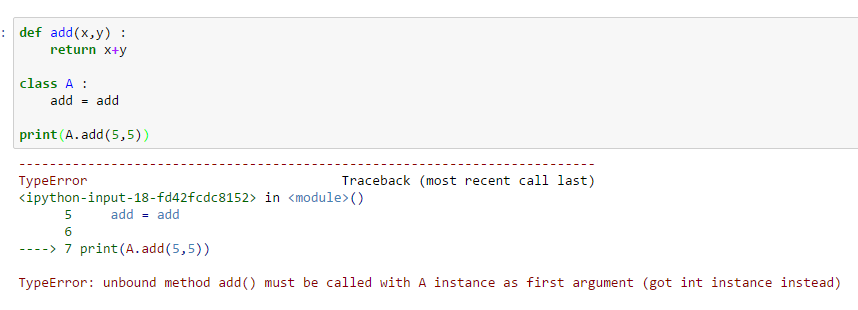 : def add(x,y) :
return x+y
class A :
add = add
print(A.add(5,5))
---------------------------------------------------------------------------
TypeError Traceback (most recent call last)
<ipython-input-18-fd42fcdc8152> in <module>()
5 add = add
6
----> 7 print(A.add(5,5))
TypeError: unbound method add() must be called with A instance as first argument (got int instance instead)